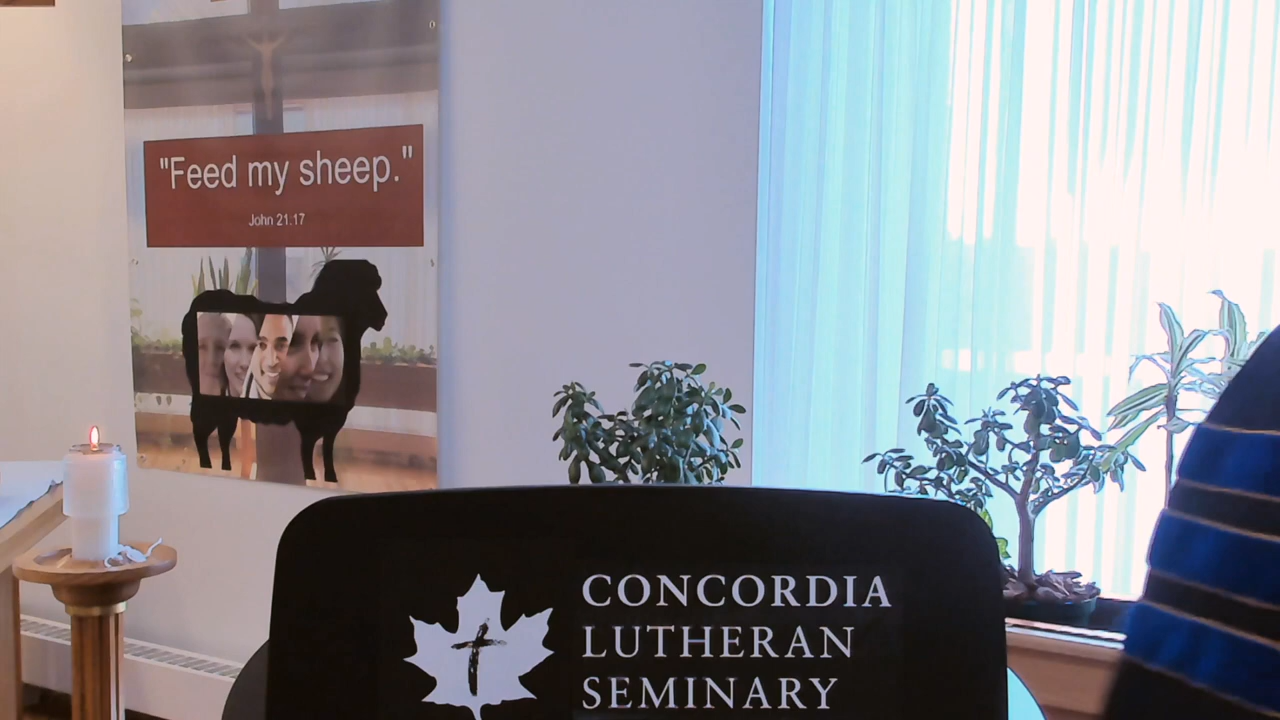 "Feed my sheep."
John 21.17
CONCORDIA
LUTHERAN
SEMINARY